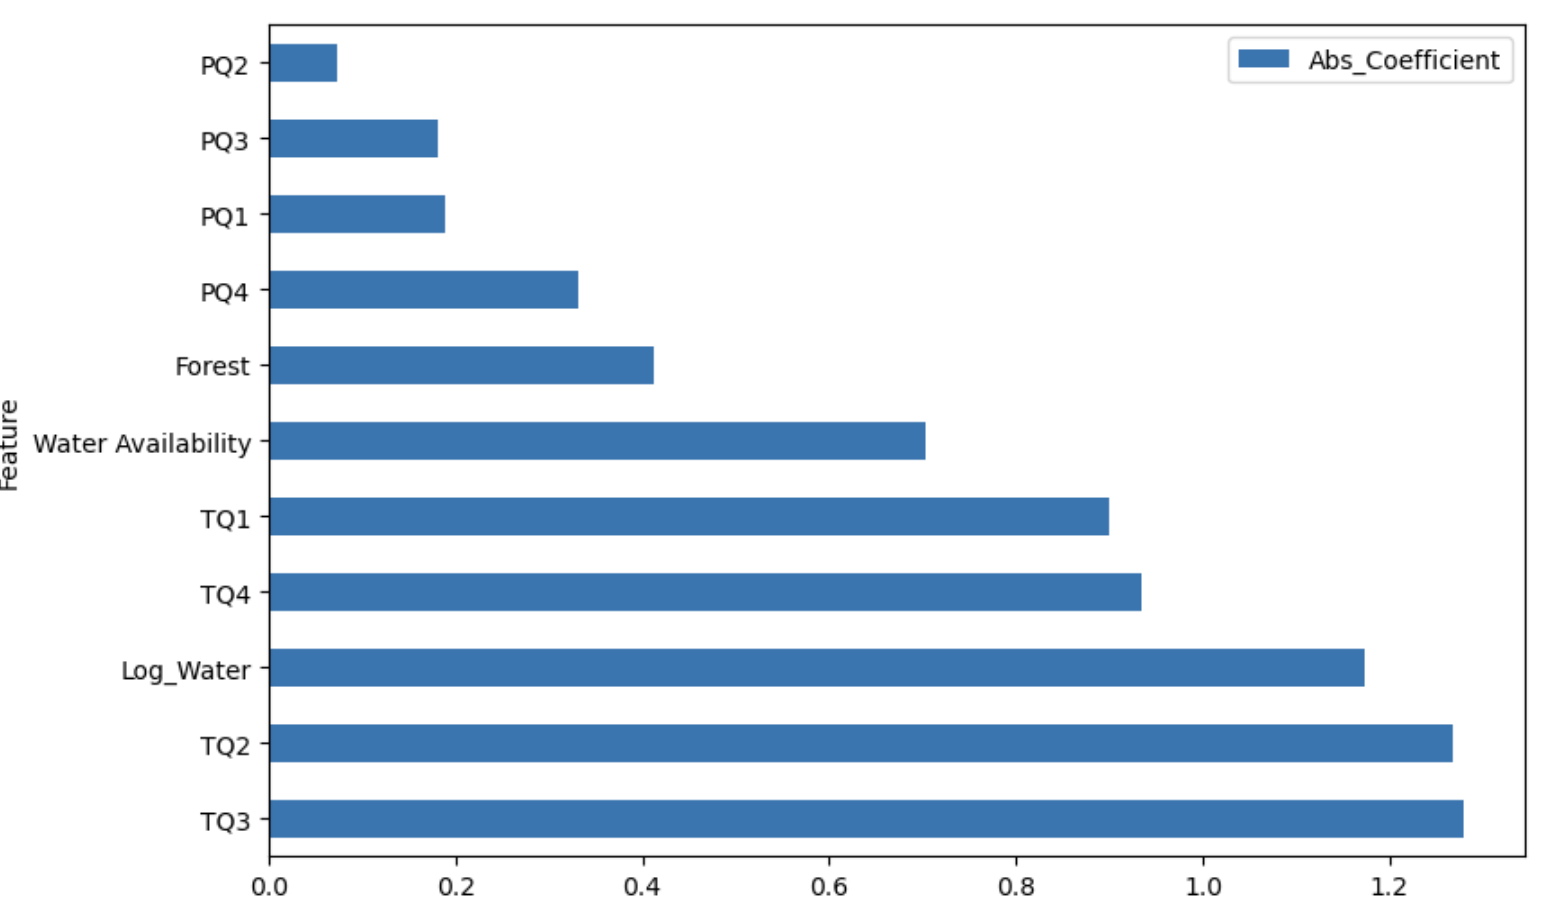 Abs_Coefficient
PQ2
PQ3
PQ1
PQ4
Forest
Water Availability
TQ1
TQ4
Log_Water
TQ2
TQ3
Feature
0.0 0.2 0.4 0.6 0.8 1.0 1.2